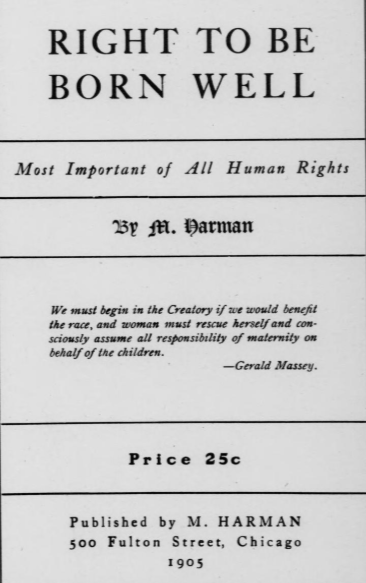 RIGHT TO BE
BORN WELL
Most Important of All Human Rights
By M. Harman
We must begin in the Creatory if we would benefit
the race, and woman must rescue herself and con-
sciously assume all responsibility of maternity on
behalf of the children.
—Gerald Massey.
Price 25c
Published by M. HARMAN
500 Fulton Street, Chicago
1905